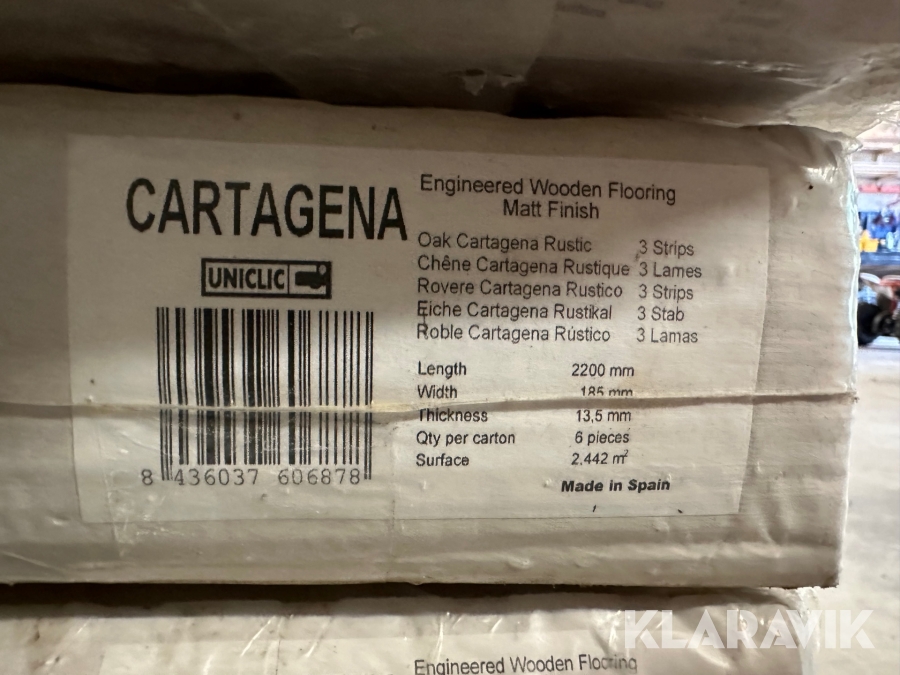 CARTAGENA
UNICLIC
8 436037 606878
Engineered Wooden Flooring
Matt Finish
Oak Cartagena Rustic 3 Strips
Chêne Cartagena Rustique 3 Lames
Rovere Cartagena Rustico 3 Strips
Eiche Cartagena Rustikal 3 Stab
Roble Cartagena Rústico 3 Lamas
Length 2200 mm
Width 185 mm
Thickness 13,5 mm
Qty per carton 6 pieces
Surface 2.442 m²
Made in Spain
KLARAVIK
Engineered Wooden Flooring